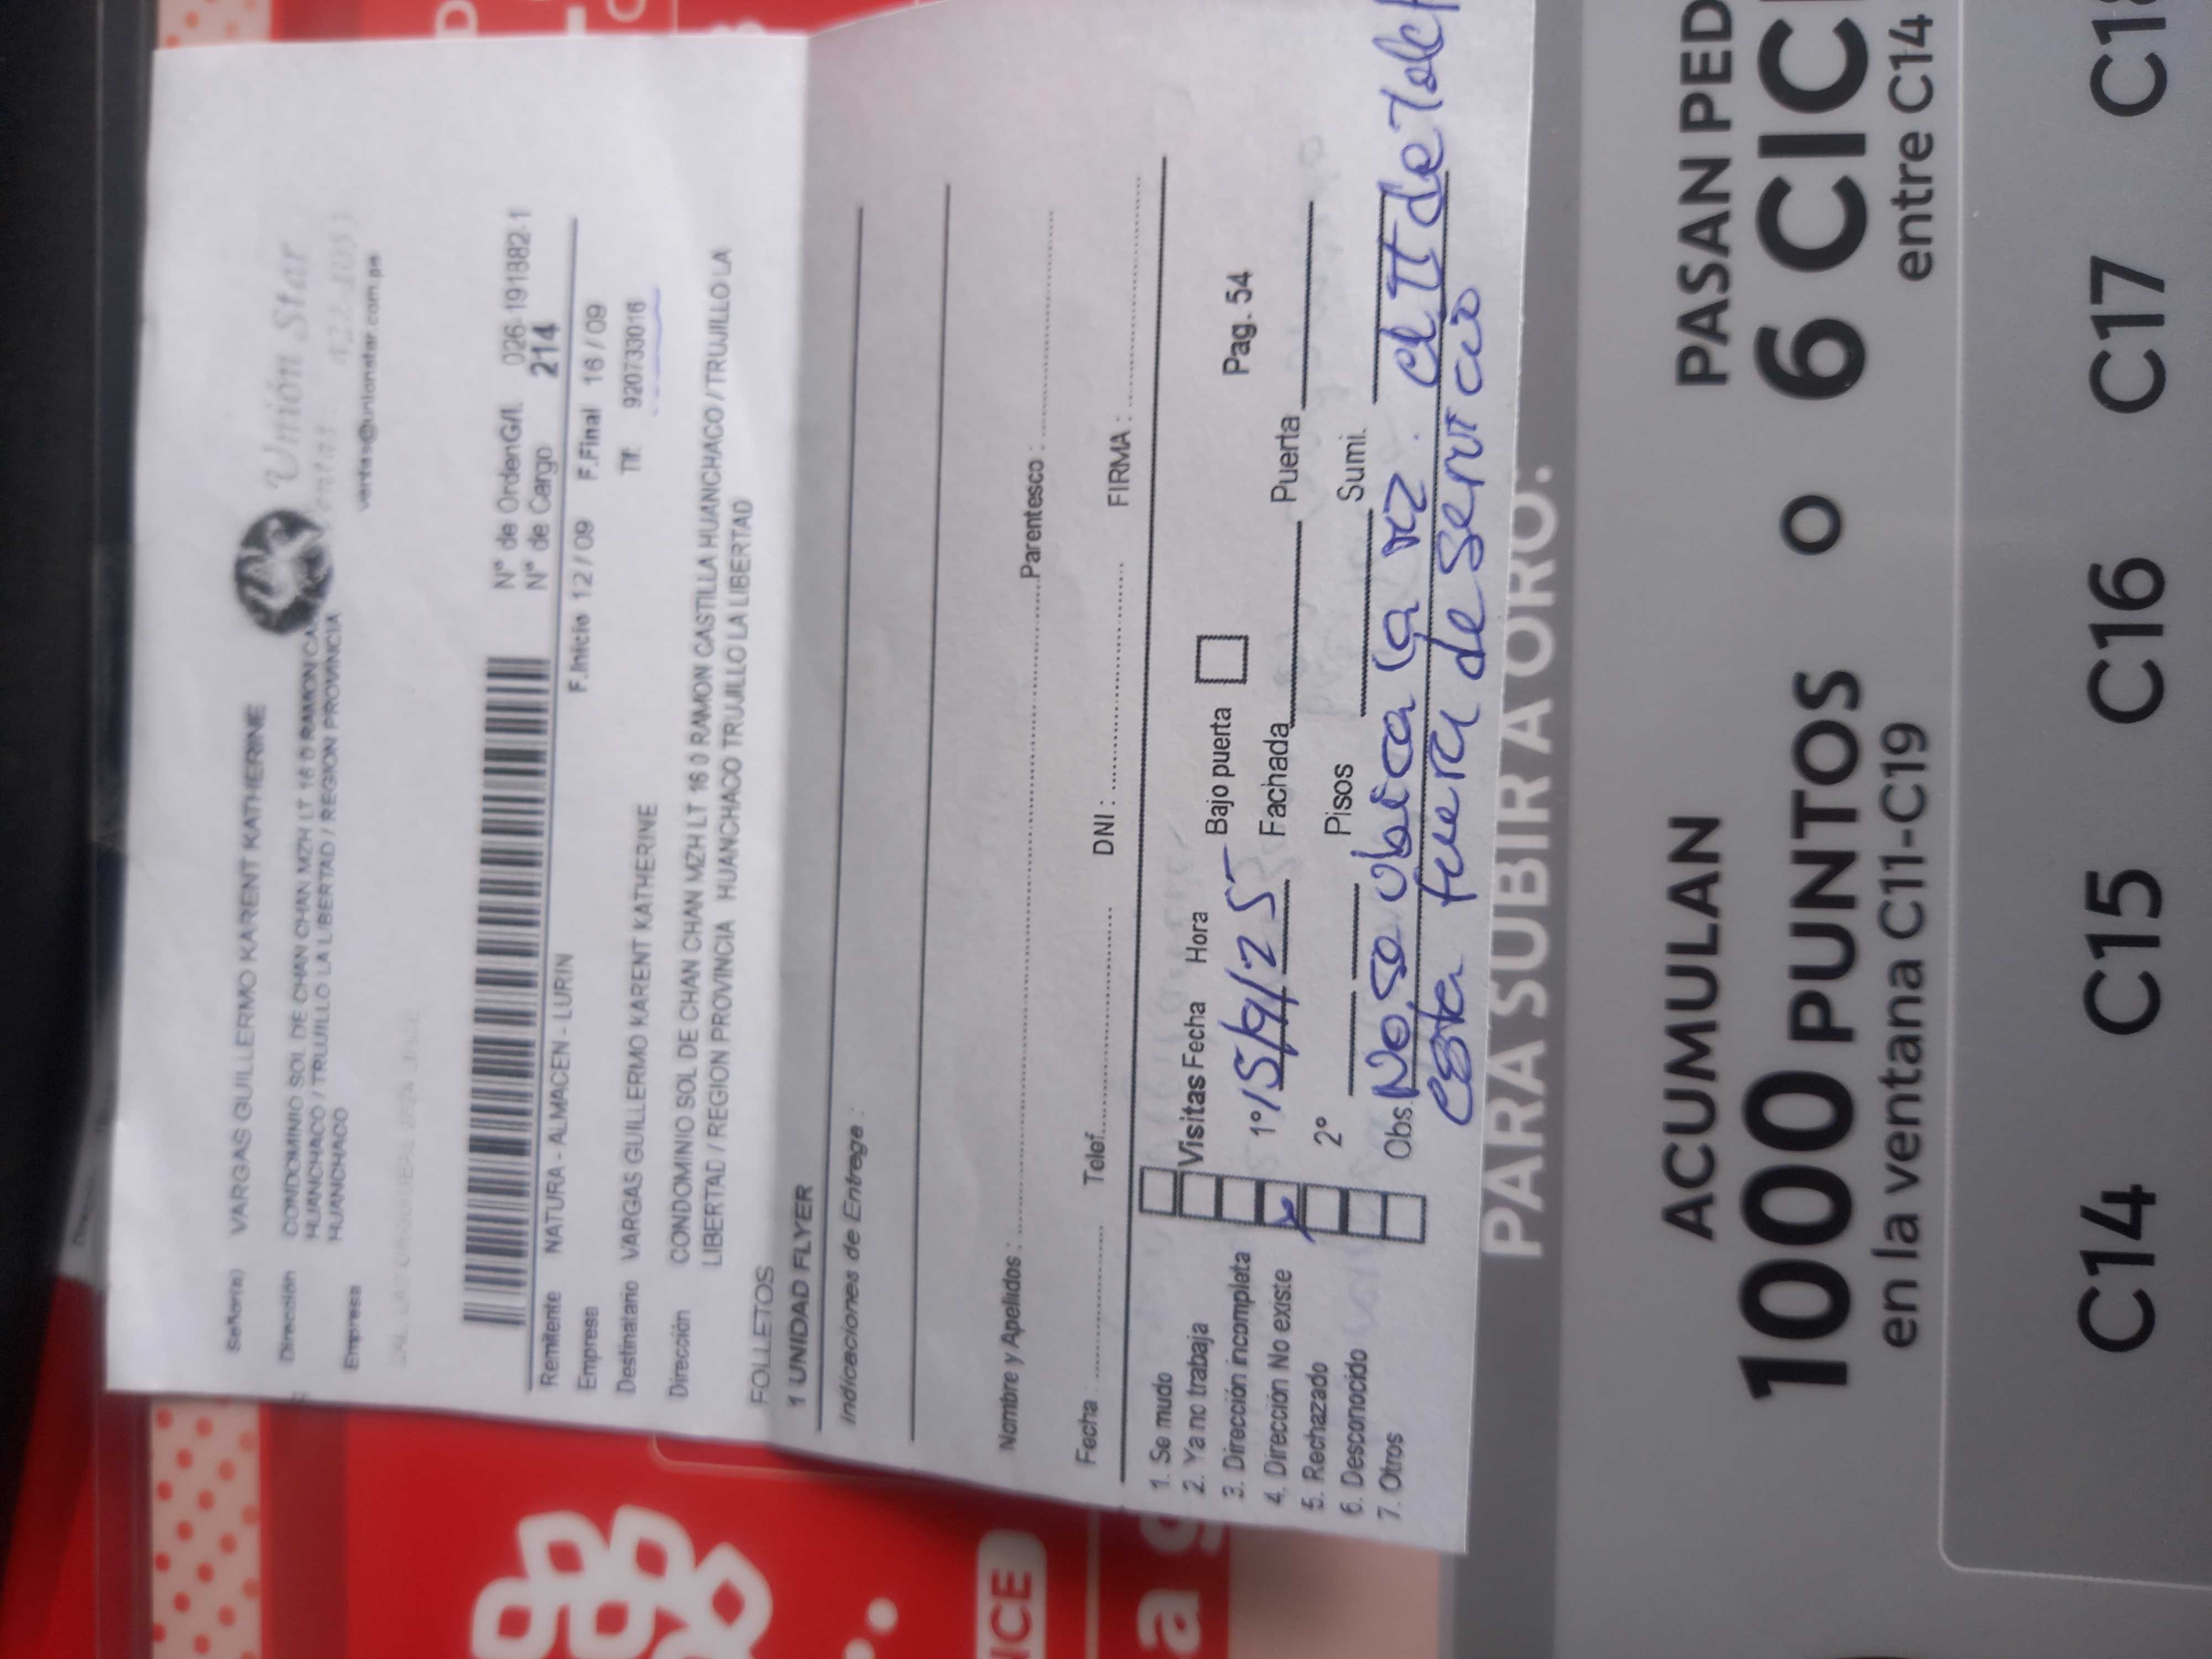 Señor(a) VARGAS GUILLERMO KARENT KATHERINE
Unión Star
Dirección CONDOMINIO SOL DE CHAN CHAN MZH LT 16 0 RAMON CA
HUANCHACO / TRUJILLO LA LIBERTAD / REGION PROVINCIA
HUANCHACO
ventas@unionstar.com.pe
Empresa
N° de OrdenG/L 026-191882-1
N° de Cargo 214
Remitente NATURA - ALMACEN - LURIN
F.Inicio 12 / 09 F.Final 16 / 09
Empresa
Tlf. 920733016
Destinatario VARGAS GUILLERMO KARENT KATHERINE
Dirección CONDOMINIO SOL DE CHAN CHAN MZH LT 16 0 RAMON CASTILLA HUANCHACO / TRUJILLO LA
LIBERTAD / REGION PROVINCIA HUANCHACO TRUJILLO LA LIBERTAD
FOLLETOS
1 UNIDAD FLYER
Indicaciones de Entrega :
Nombre y Apellidos : Parentesco :
Fecha : Telef. DNI : FIRMA :
1. Se mudo
2. Ya no trabaja
3. Dirección incompleta
4. Dirección No existe
5. Rechazado
6. Desconocido
7. Otros
Visitas Fecha Hora Bajo puerta Pag. 54
1° 15/9/25 Fachada Puerta
2° Pisos Sumi.
Obs. No se ubica la mz. el
esta fuera de servicio
PARA SUBIR A ORO:
ACUMULAN
1000 PUNTOS
en la ventana C11-C19
o
PASAN PED
6 CIC
entre C14
C14 C15 C16 C17 C18